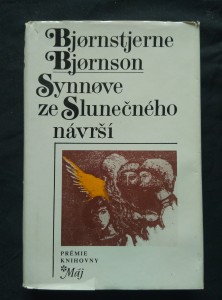 Bjørnstjerne
Bjørnson
Synnøve
ze Slunečného
návrší
PRÉMIE
KNIHOVNY
*Máj